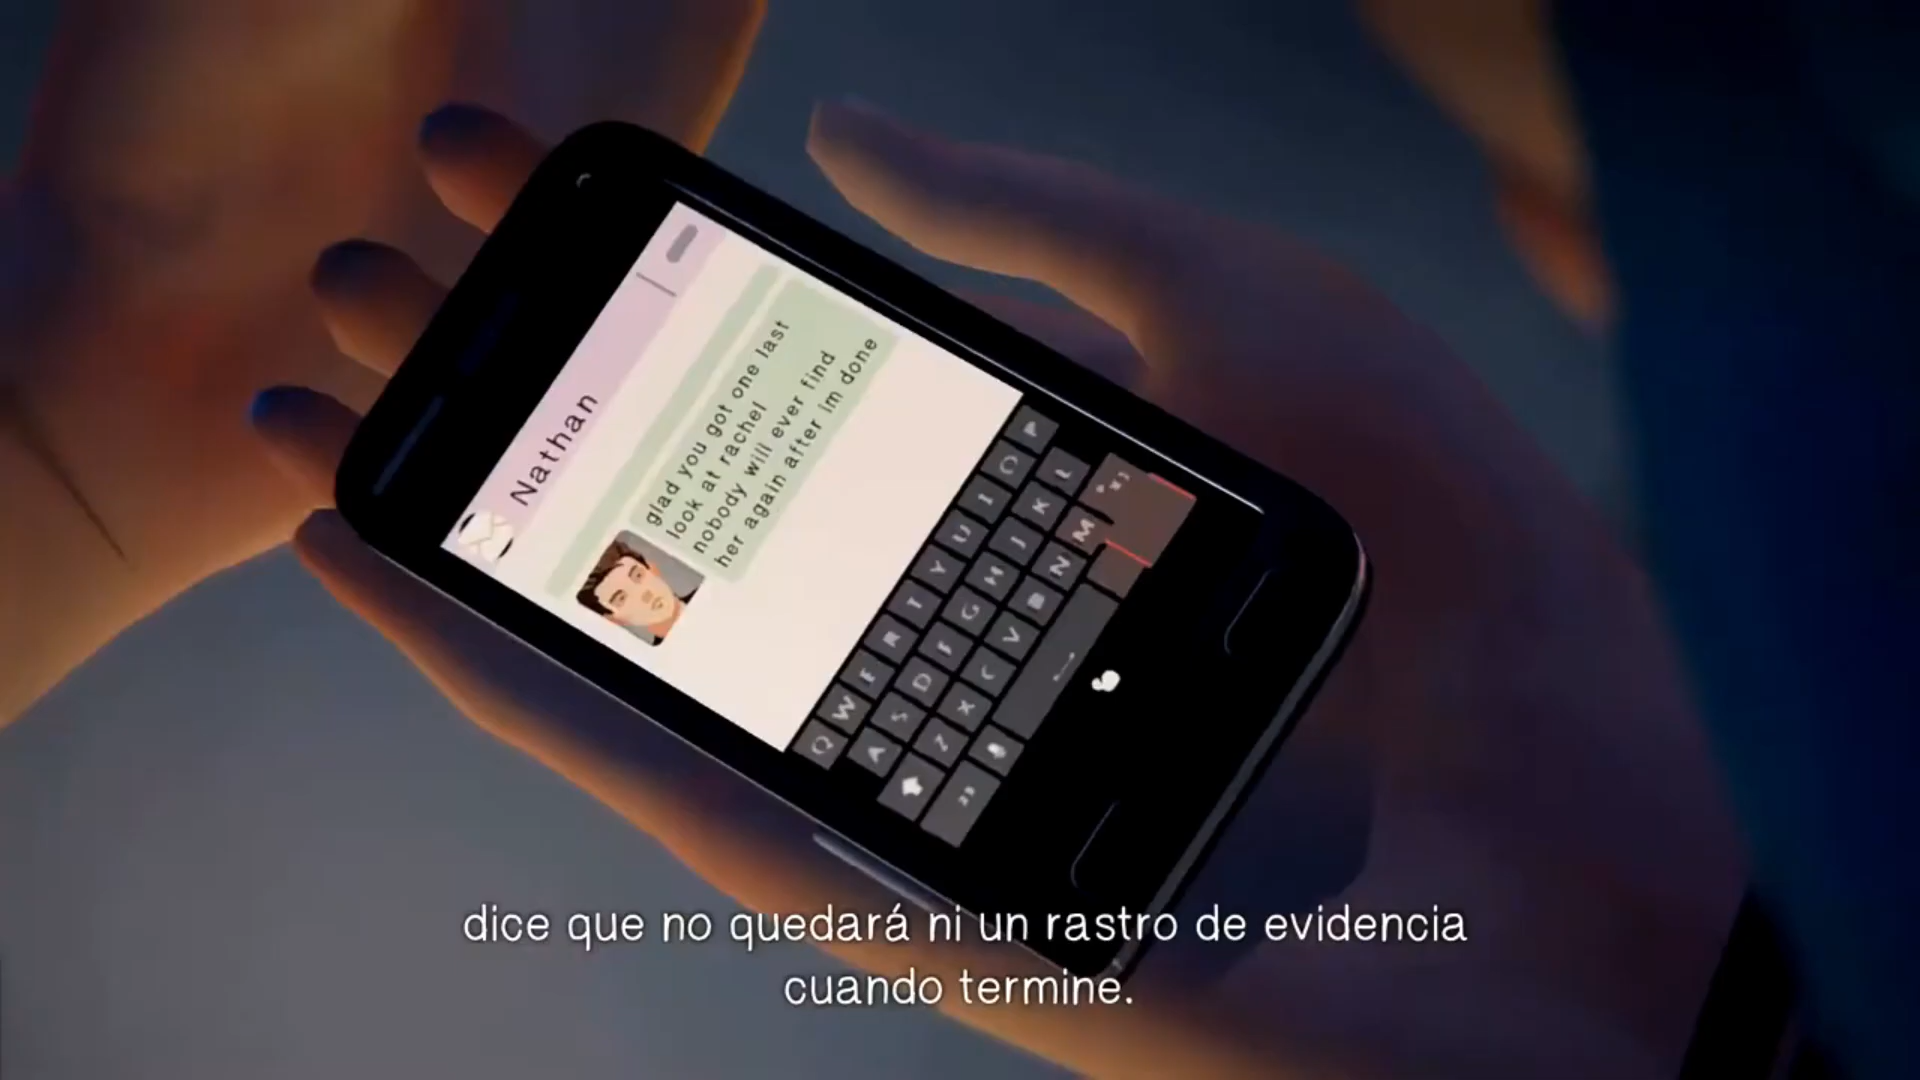 Nathan
glad you got one last
look at rachel
nobody will ever find
her again after im done
Q W E R T Y U I O P
A S D F G H J K L
Z X C V B N M
dice que no quedará ni un rastro de evidencia
cuando termine.